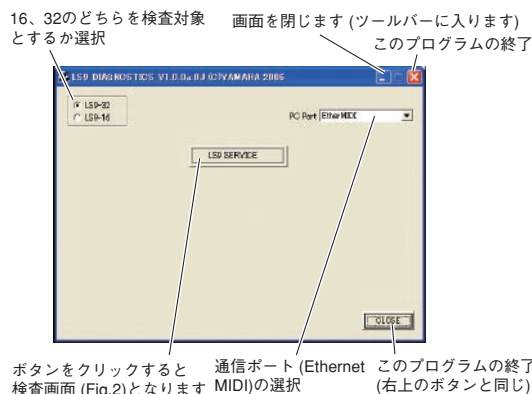 16、32のどちらを検査対象
とするか選択
画面を閉じます (ツールバーに入ります)
このプログラムの終了
LS9 DIAGNOSTICS V1.0.0a 0J (C)YAMAHA 2006
LS9-32
LS9-16
PC Port
EtherMIDI
LS9 SERVICE
CLOSE
ボタンをクリックすると
検査画面 (Fig.2)となります
通信ポート (Ethernet
MIDI)の選択
このプログラムの終了
(右上のボタンと同じ)